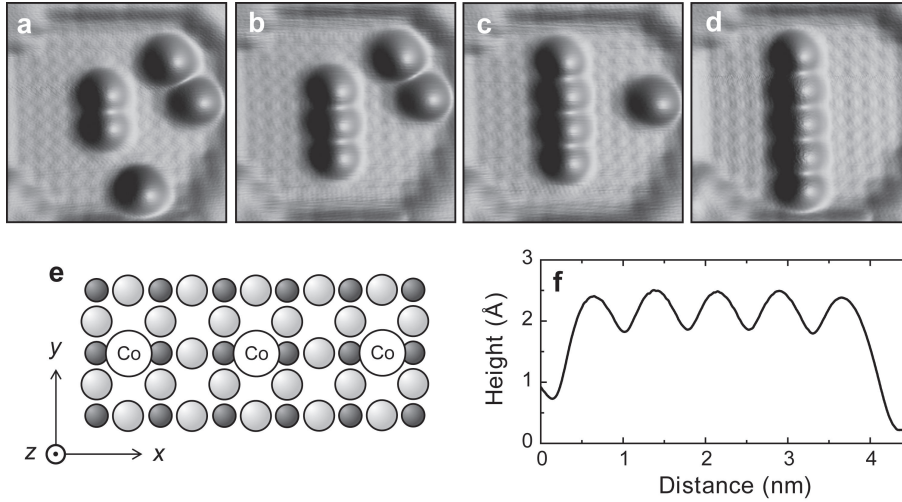 a b c d
e
Co Co Co
y
z x
f
Height (Å)
3
2
1
0
0 1 2 3 4
Distance (nm)